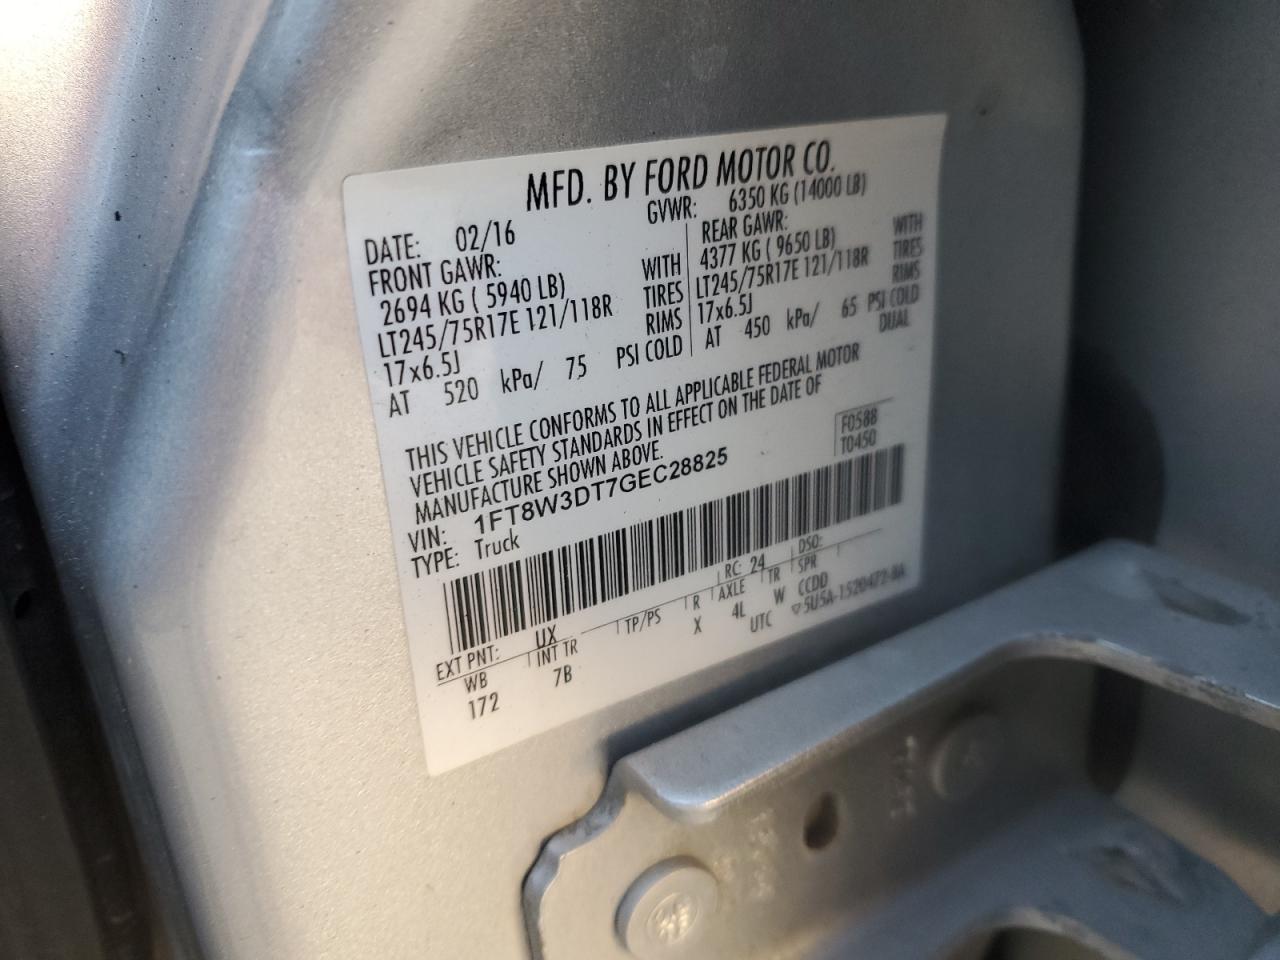 MFD. BY FORD MOTOR CO.
DATE: 02/16 GVWR: 6350 KG (14000 LB)
FRONT GAWR: REAR GAWR:
2694 KG ( 5940 LB) WITH 4377 KG ( 9650 LB) WITH
LT245/75R17E 121/118R TIRES LT245/75R17E 121/118R TIRES
17x6.5J RIMS 17x6.5J RIMS
AT 520 kPa/ 75 PSI COLD AT 450 kPa/ 65 PSI COLD
DUAL
THIS VEHICLE CONFORMS TO ALL APPLICABLE FEDERAL MOTOR
VEHICLE SAFETY STANDARDS IN EFFECT ON THE DATE OF
MANUFACTURE SHOWN ABOVE.
F0588
T0450
VIN: 1FT8W3DT7GEC28825
TYPE: Truck
EXT PNT: UX RC: 24 DSO:
WB INT TR TP/PS R AXLE TR SPR
172 7B X 4L W CCDD
UTC ▽5U5A-1520472-BA